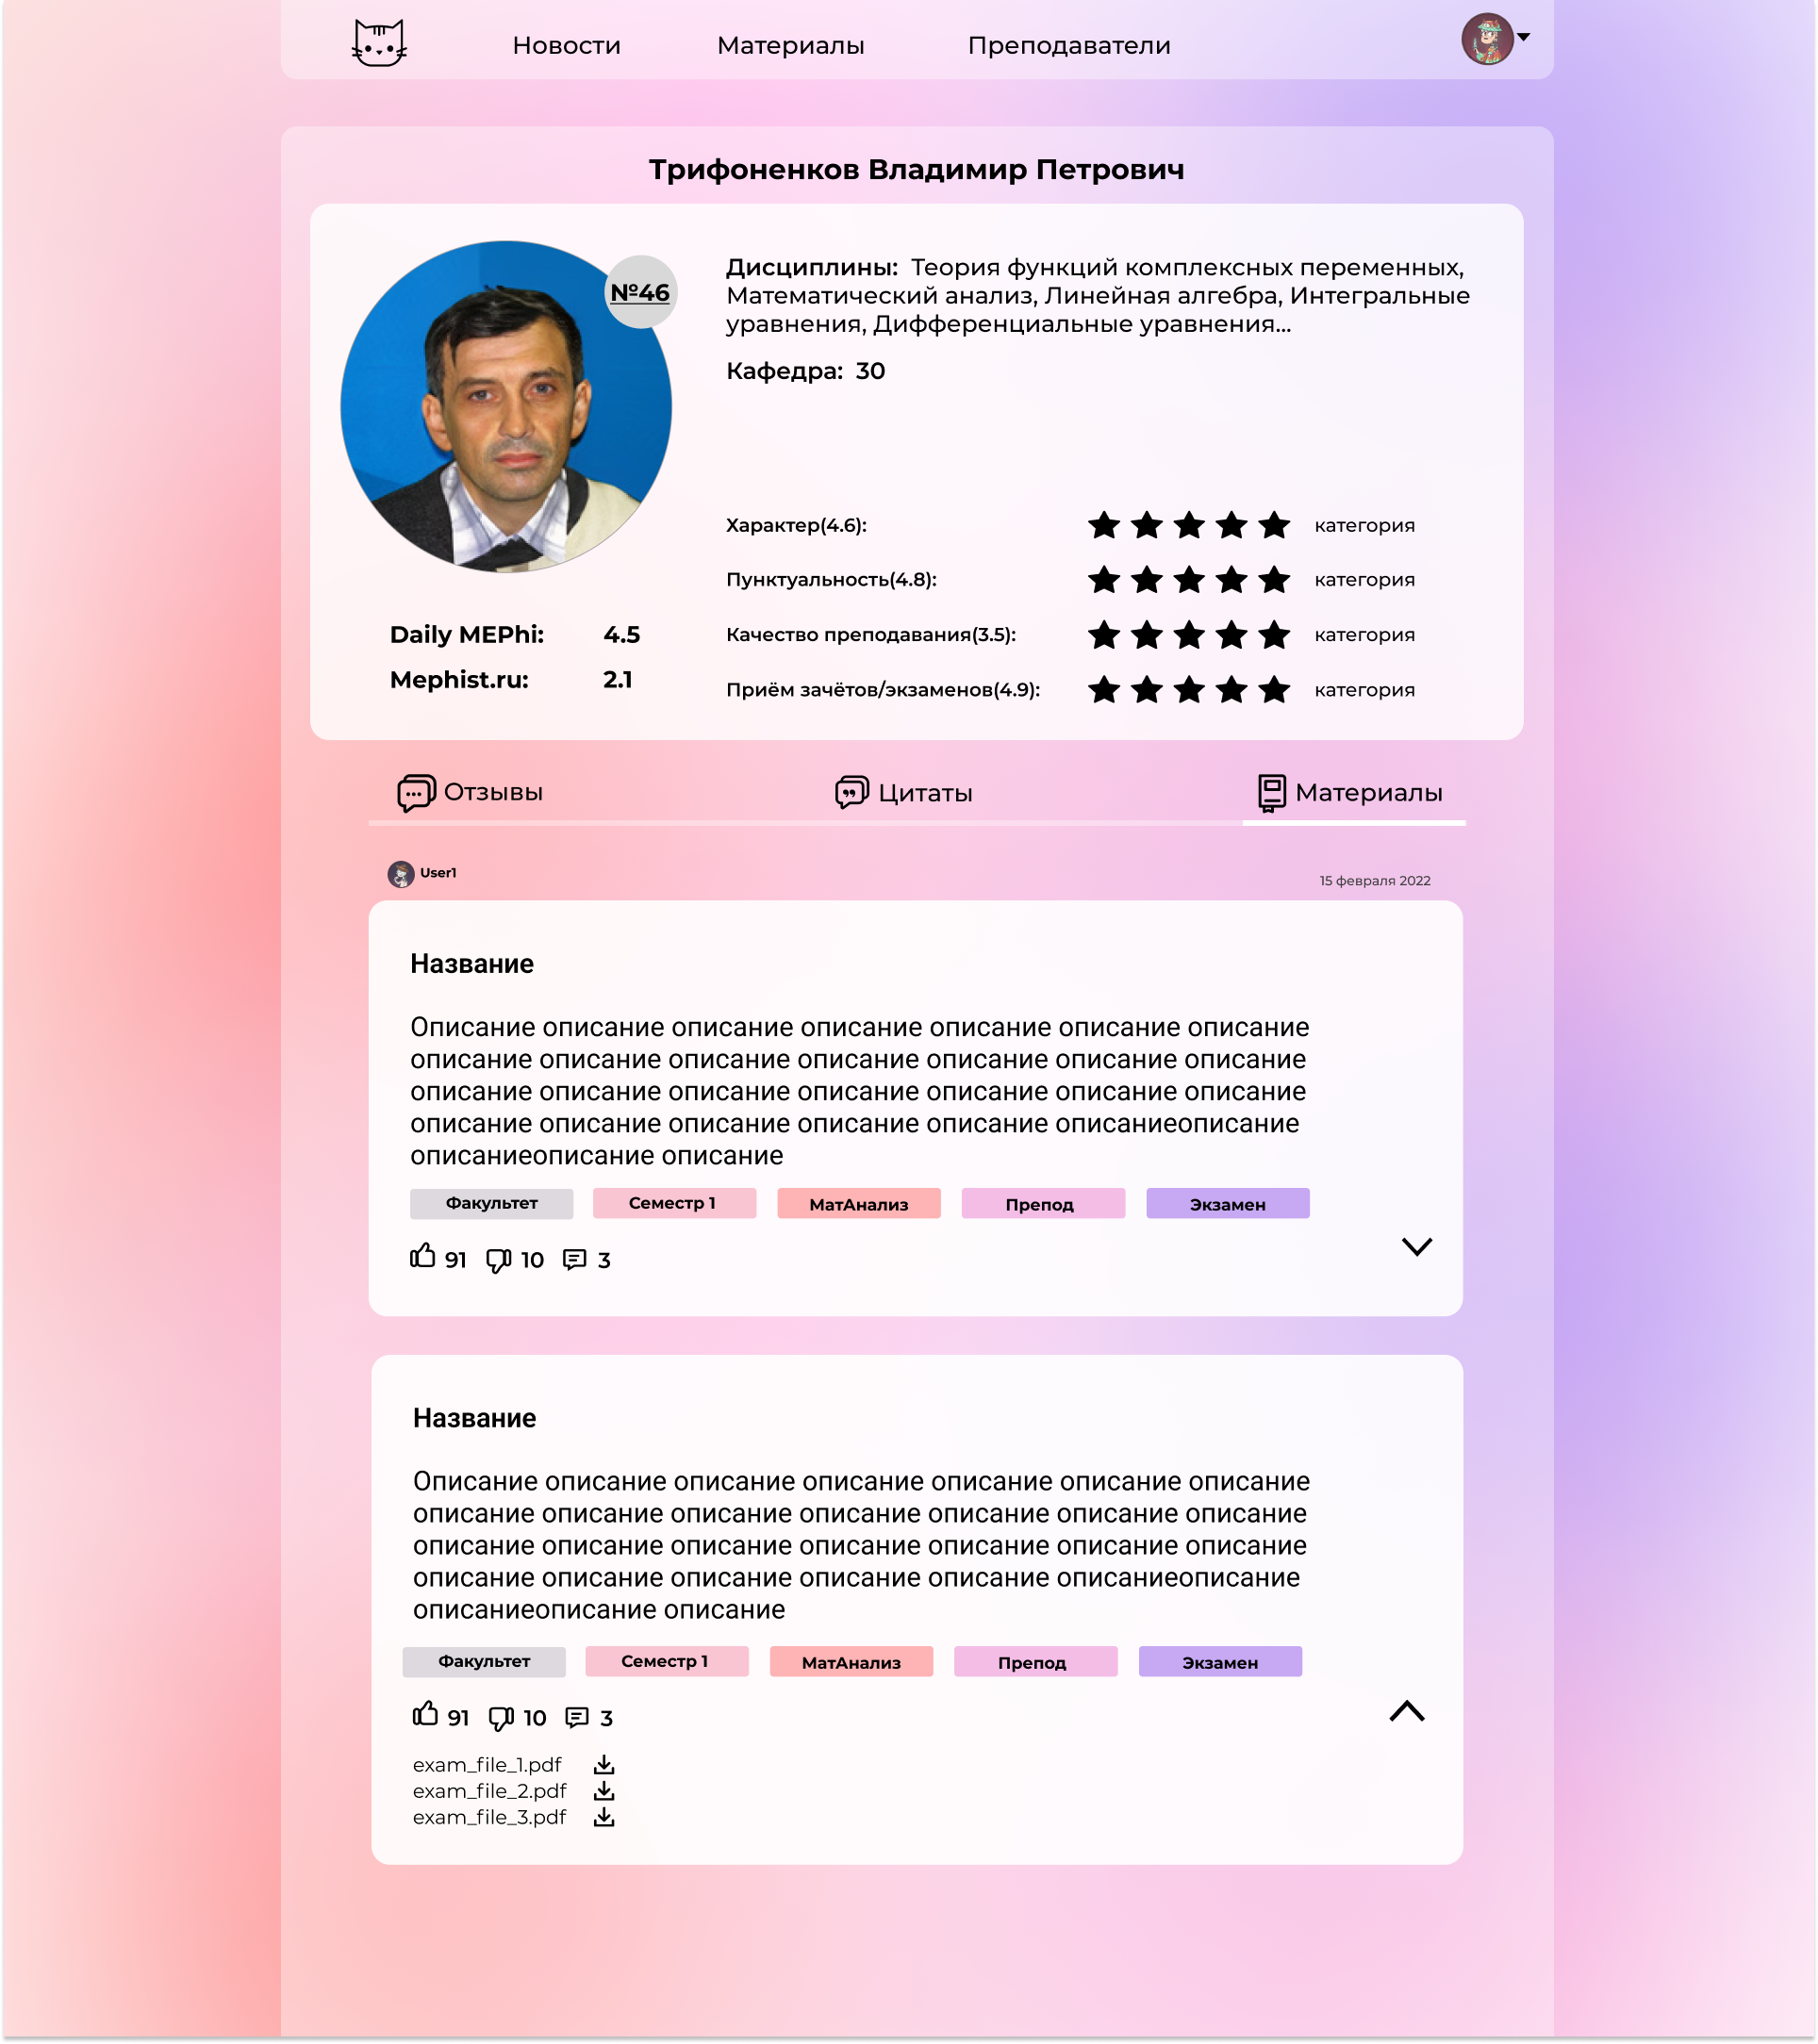 Новости Материалы Преподаватели
Трифоненков Владимир Петрович
№46
Дисциплины: Теория функций комплексных переменных,
Математический анализ, Линейная алгебра, Интегральные
уравнения, Дифференциальные уравнения...
Кафедра: 30
Daily MEPhi: 4.5
Mephist.ru: 2.1
Характер(4.6): категория
Пунктуальность(4.8): категория
Качество преподавания(3.5): категория
Приём зачётов/экзаменов(4.9): категория
Отзывы Цитаты Материалы
User1 15 февраля 2022
Название
Описание описание описание описание описание описание описание
описание описание описание описание описание описание описание
описание описание описание описание описание описание описание
описание описание описание описание описание описаниеописание
описаниеописание описание
Факультет Семестр 1 МатАнализ Препод Экзамен
91 10 3
Название
Описание описание описание описание описание описание описание
описание описание описание описание описание описание описание
описание описание описание описание описание описание описание
описание описание описание описание описание описаниеописание
описаниеописание описание
Факультет Семестр 1 МатАнализ Препод Экзамен
91 10 3
exam_file_1.pdf
exam_file_2.pdf
exam_file_3.pdf